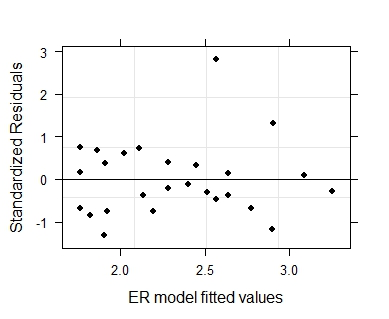 3
2
1
0
-1
Standardized Residuals
2.0 2.5 3.0
ER model fitted values